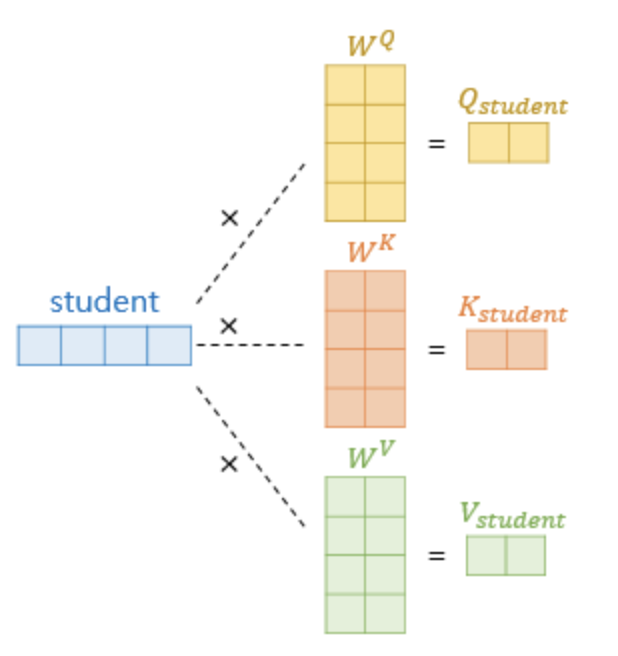 W^Q
Q_student
×
=
W^K
student
×
K_student
=
W^V
×
V_student
=